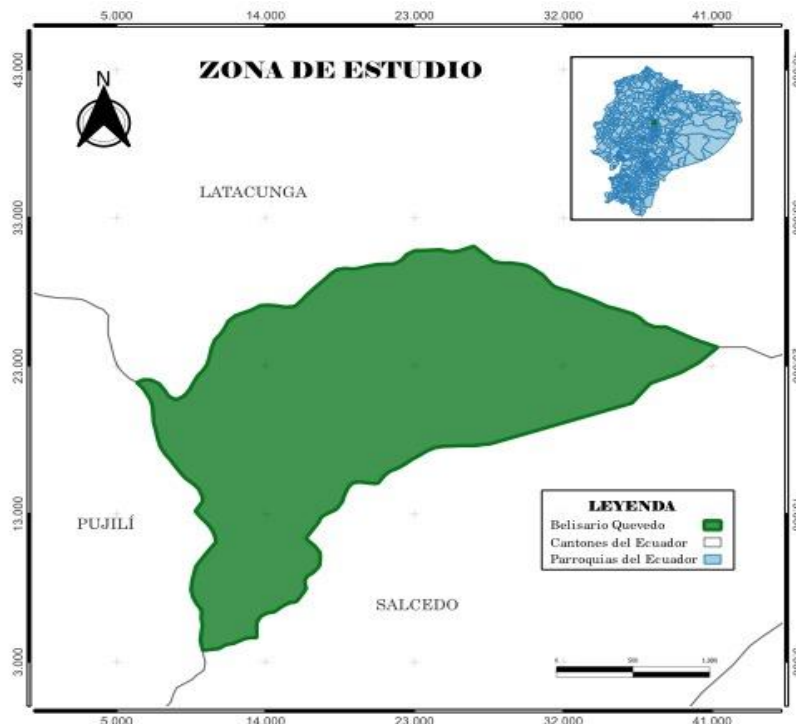 5.000 14.000 23.000 32.000 41.000
43.000
ZONA DE ESTUDIO
N
LATACUNGA
33.000
23.000
13.000
LEYENDA
Belisario Quevedo
Cantones del Ecuador
Parroquias del Ecuador
PUJILÍ
SALCEDO
3.000
5.000 14.000 23.000 32.000 41.000